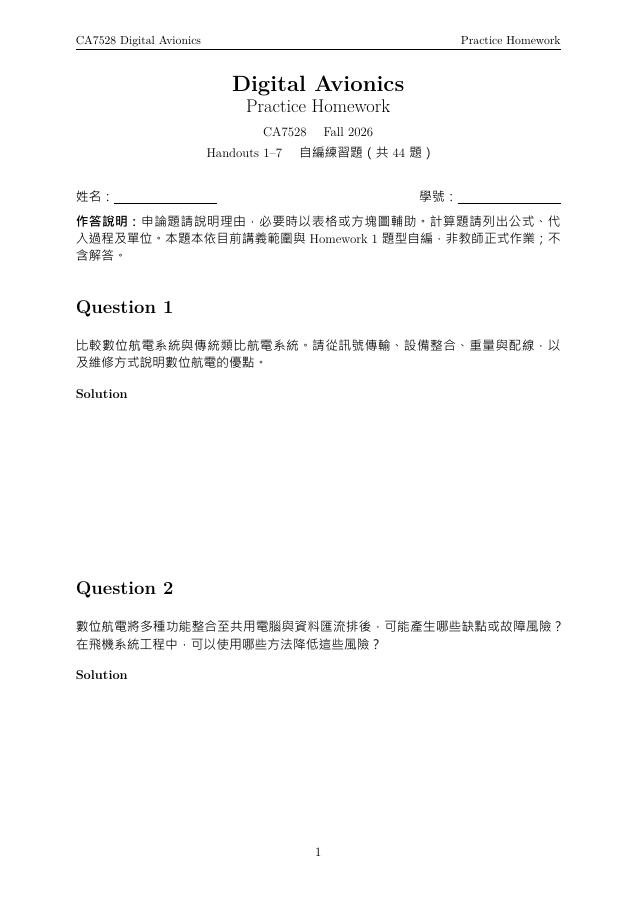 CA7528 Digital Avionics Practice Homework
Digital Avionics
Practice Homework
CA7528 Fall 2026
Handouts 1–7 自編練習題（共 44 題）
姓名： 學號：
作答說明：申論題請說明理由，必要時以表格或方塊圖輔助。計算題請列出公式、代
入過程及單位。本題本依目前講義範圍與 Homework 1 題型自編，非教師正式作業；不
含解答。
Question 1
比較數位航電系統與傳統類比航電系統。請從訊號傳輸、設備整合、重量與配線，以
及維修方式說明數位航電的優點。
Solution
Question 2
數位航電將多種功能整合至共用電腦與資料匯流排後，可能產生哪些缺點或故障風險？
在飛機系統工程中，可以使用哪些方法降低這些風險？
Solution
1